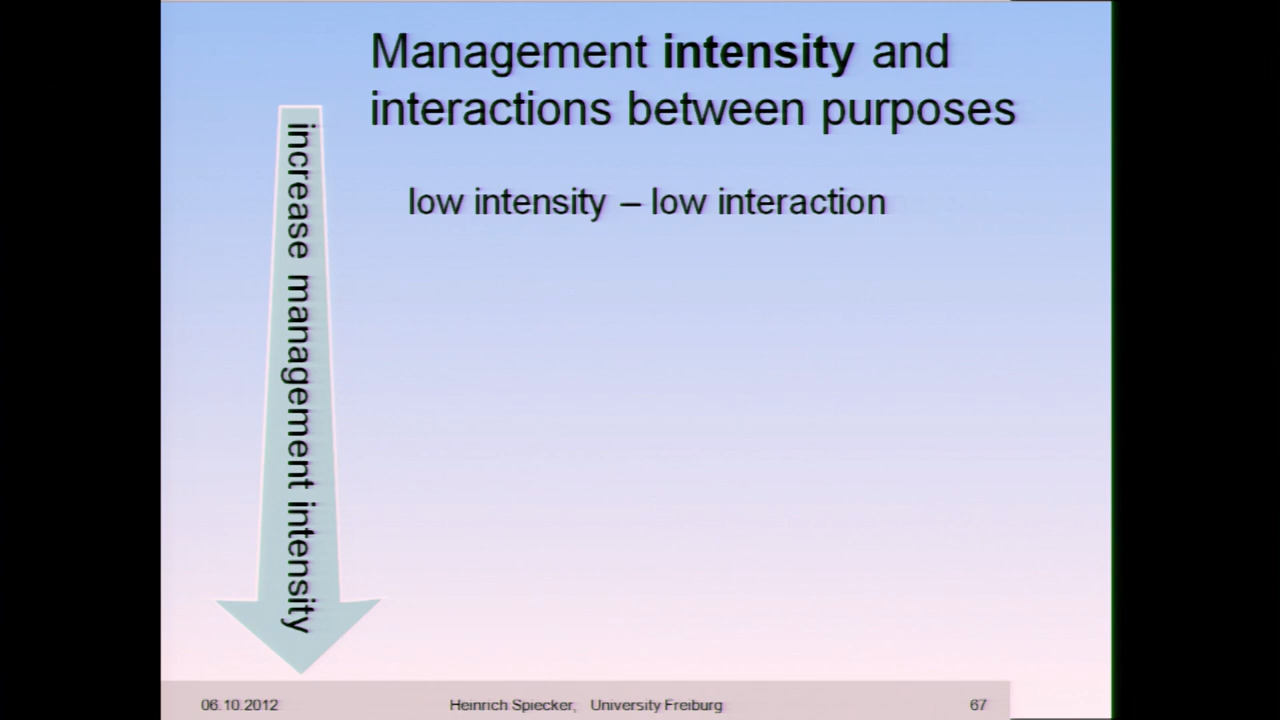 Management intensity and
interactions between purposes
low intensity – low interaction
increase management intensity
06.10.2012 Heinrich Spiecker, University Freiburg 67